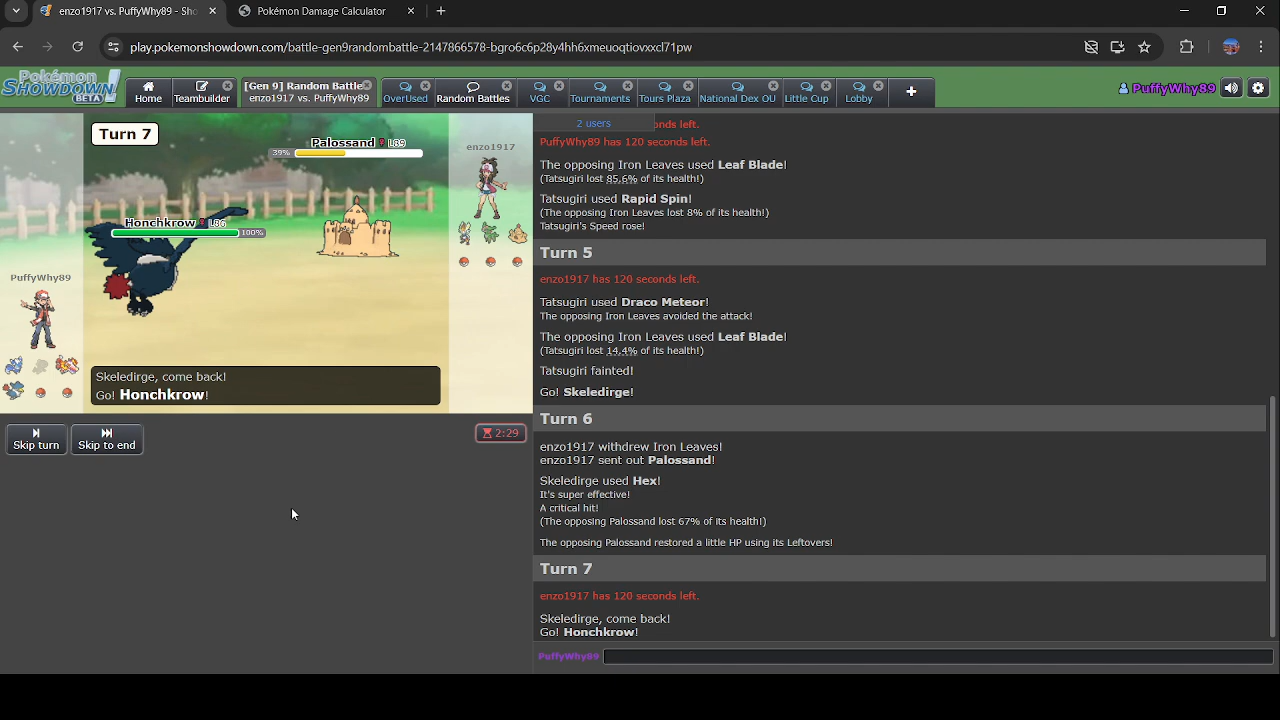 enzo1917 vs. PuffyWhy89 - Sho
Pokémon Damage Calculator
play.pokemonshowdown.com/battle-gen9randombattle-2147866578-bgro6c6p28y4hh6xmeuoqtiovxxcl71pw
Pokémon
Showdown!
BETA
Home
Teambuilder
[Gen 9] Random Battle
enzo1917 vs. PuffyWhy89
OverUsed
Random Battles
VGC
Tournaments
Tours Plaza
National Dex OU
Little Cup
Lobby
PuffyWhy89
Turn 7
Palossand L89
39%
Honchkrow L86
100%
enzo1917
PuffyWhy89
Skeledirge, come back!
Go! Honchkrow!
Skip turn
Skip to end
2:29
2 users
onds left.
PuffyWhy89 has 120 seconds left.
The opposing Iron Leaves used Leaf Blade!
(Tatsugiri lost 85.6% of its health!)
Tatsugiri used Rapid Spin!
(The opposing Iron Leaves lost 8% of its health!)
Tatsugiri's Speed rose!
Turn 5
enzo1917 has 120 seconds left.
Tatsugiri used Draco Meteor!
The opposing Iron Leaves avoided the attack!
The opposing Iron Leaves used Leaf Blade!
(Tatsugiri lost 14.4% of its health!)
Tatsugiri fainted!
Go! Skeledirge!
Turn 6
enzo1917 withdrew Iron Leaves!
enzo1917 sent out Palossand!
Skeledirge used Hex!
It's super effective!
A critical hit!
(The opposing Palossand lost 67% of its health!)
The opposing Palossand restored a little HP using its Leftovers!
Turn 7
enzo1917 has 120 seconds left.
Skeledirge, come back!
Go! Honchkrow!
PuffyWhy89